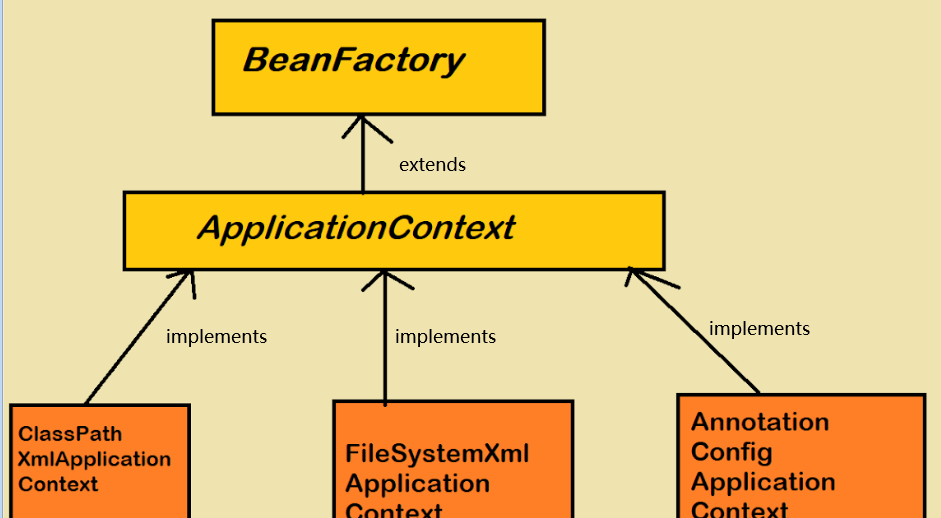 BeanFactory
extends
ApplicationContext
implements
implements
implements
ClassPath
XmlApplication
Context
FileSystemXml
Application
Context
Annotation
Config
Application
Context